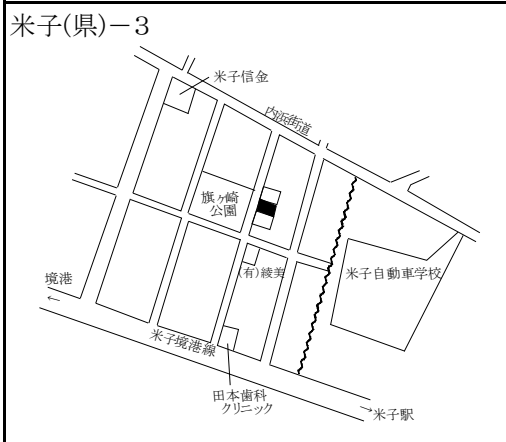 米子(県)－3
米子信金
内浜街道
旗ヶ崎
公園
(有)綾美
米子自動車学校
境港
←
米子境港線
田本歯科
クリニック
→米子駅